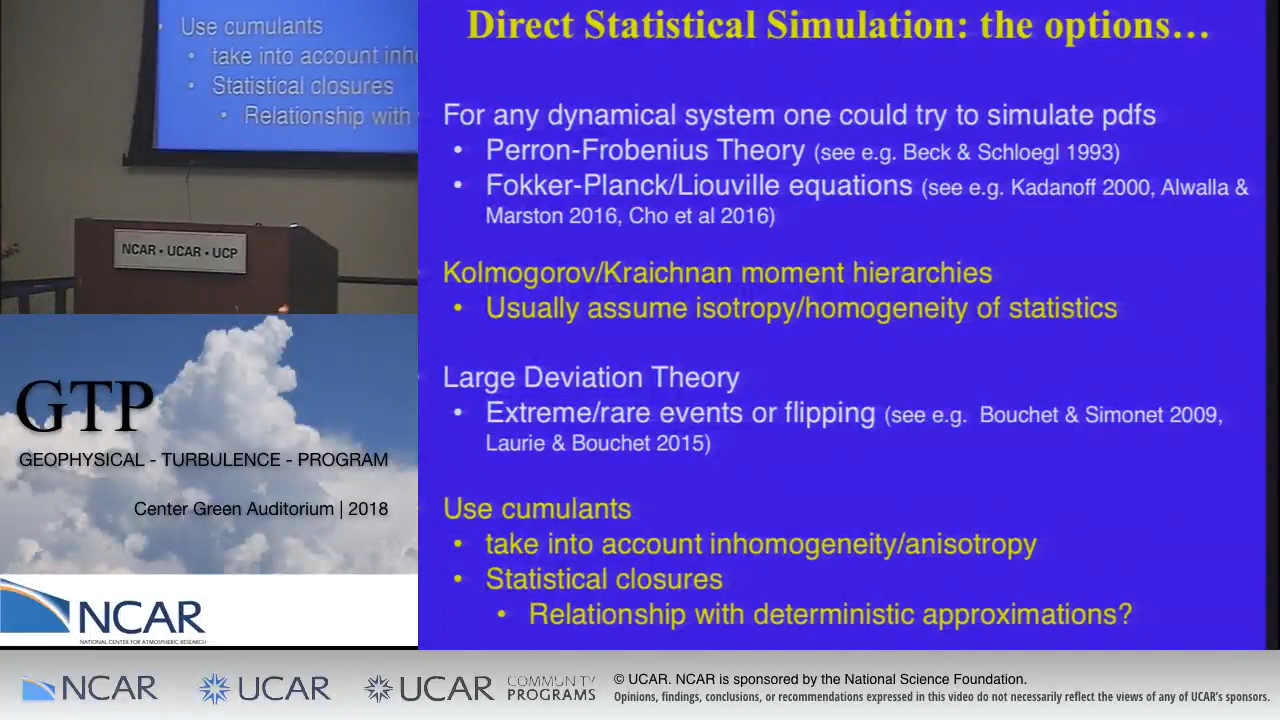 Use cumulants
• take into account inh
• Statistical closures
• Relationship with
NCAR • UCAR • UCP
GTP
GEOPHYSICAL - TURBULENCE - PROGRAM
Center Green Auditorium | 2018
NCAR
NATIONAL CENTER FOR ATMOSPHERIC RESEARCH
Direct Statistical Simulation: the options…
For any dynamical system one could try to simulate pdfs
• Perron-Frobenius Theory (see e.g. Beck & Schloegl 1993)
• Fokker-Planck/Liouville equations (see e.g. Kadanoff 2000, Alwalla &
Marston 2016, Cho et al 2016)
Kolmogorov/Kraichnan moment hierarchies
• Usually assume isotropy/homogeneity of statistics
Large Deviation Theory
• Extreme/rare events or flipping (see e.g. Bouchet & Simonet 2009,
Laurie & Bouchet 2015)
Use cumulants
• take into account inhomogeneity/anisotropy
• Statistical closures
• Relationship with deterministic approximations?
NCAR
UCAR
UCAR
COMMUNITY
PROGRAMS
© UCAR. NCAR is sponsored by the National Science Foundation.
Opinions, findings, conclusions, or recommendations expressed in this video do not necessarily reflect the views of any of UCAR's sponsors.